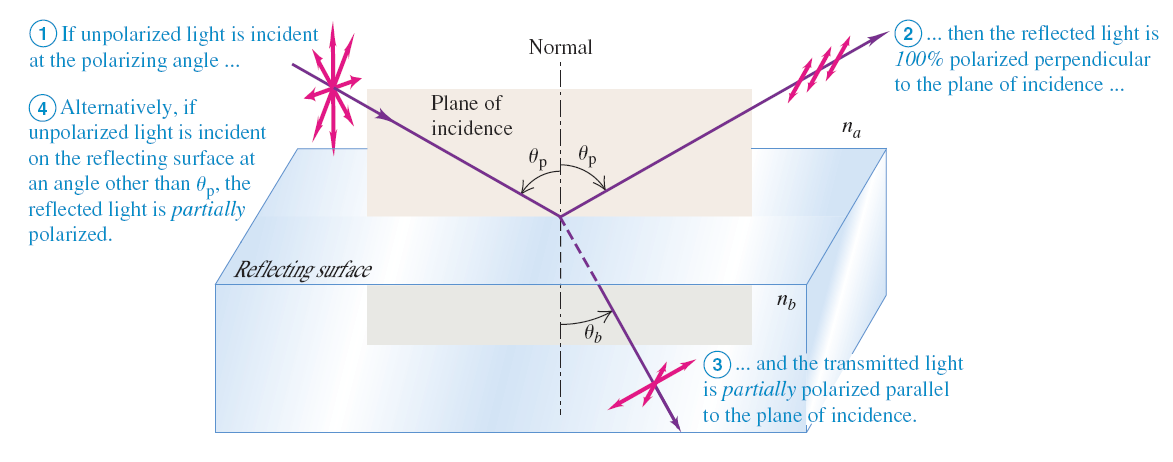 ① If unpolarized light is incident
at the polarizing angle ...
④ Alternatively, if
unpolarized light is incident
on the reflecting surface at
an angle other than θp, the
reflected light is partially
polarized.
Normal
Plane of
incidence
θp
θp
② ... then the reflected light is
100% polarized perpendicular
to the plane of incidence ...
na
Reflecting surface
nb
θb
③ ... and the transmitted light
is partially polarized parallel
to the plane of incidence.